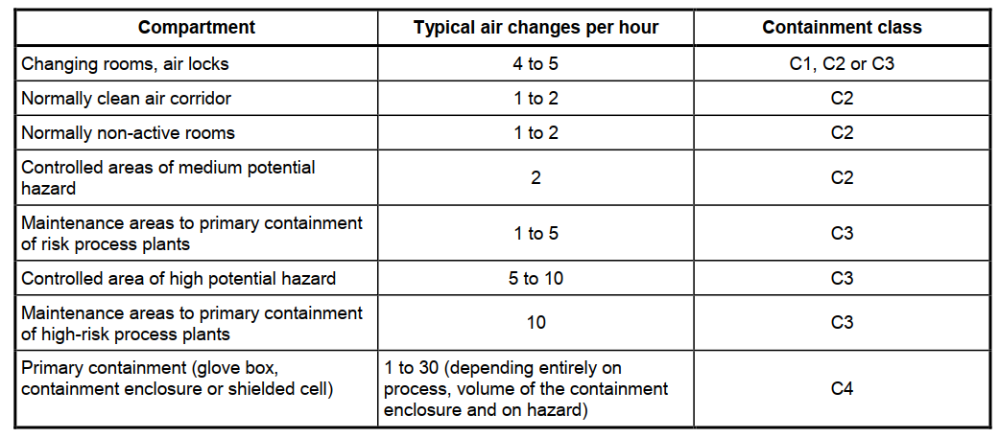 Compartment
Typical air changes per hour
Containment class
Changing rooms, air locks
4 to 5
C1, C2 or C3
Normally clean air corridor
1 to 2
C2
Normally non-active rooms
1 to 2
C2
Controlled areas of medium potential
hazard
2
C2
Maintenance areas to primary containment
of risk process plants
1 to 5
C3
Controlled area of high potential hazard
5 to 10
C3
Maintenance areas to primary containment
of high-risk process plants
10
C3
Primary containment (glove box,
containment enclosure or shielded cell)
1 to 30 (depending entirely on
process, volume of the containment
enclosure and on hazard)
C4